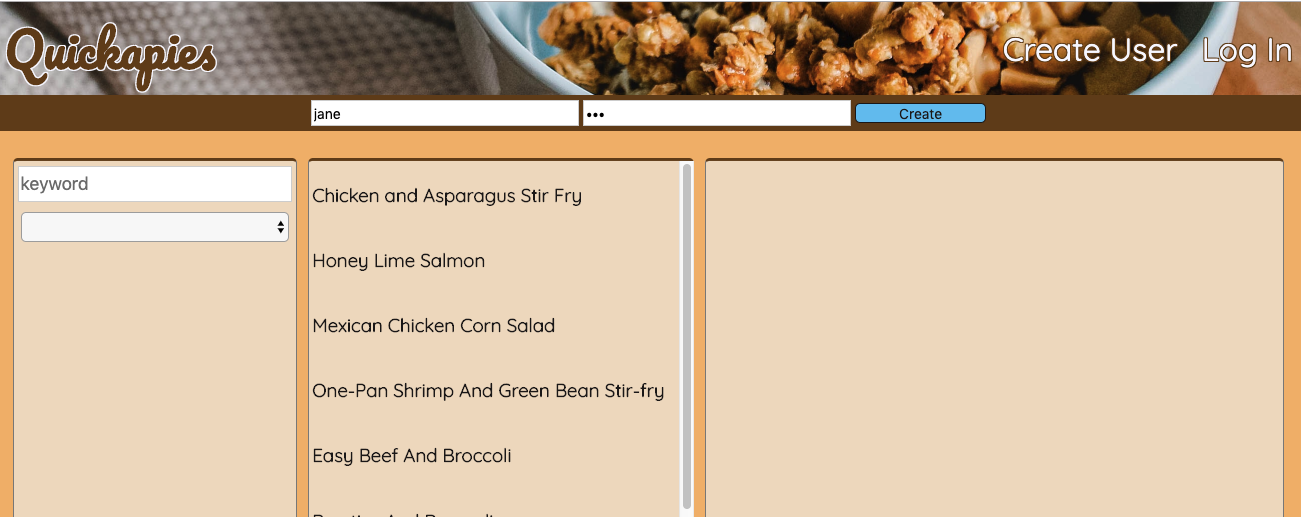 Quickapies
Create User Log In
jane ••• Create
keyword
Chicken and Asparagus Stir Fry
Honey Lime Salmon
Mexican Chicken Corn Salad
One-Pan Shrimp And Green Bean Stir-fry
Easy Beef And Broccoli